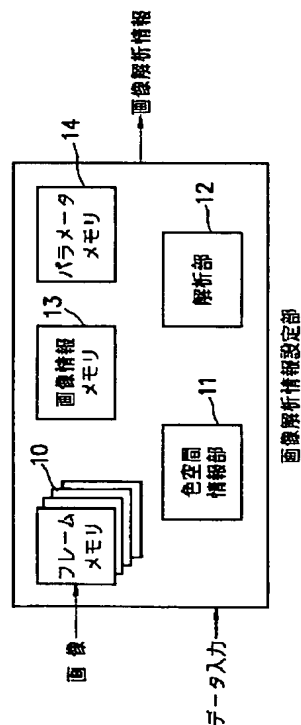 画像
10
フレーム
メモリ
13
画像情報
メモリ
14
パラメータ
メモリ
画像解析情報
データ入力
11
色空間
情報部
12
解析部
画像解析情報設定部